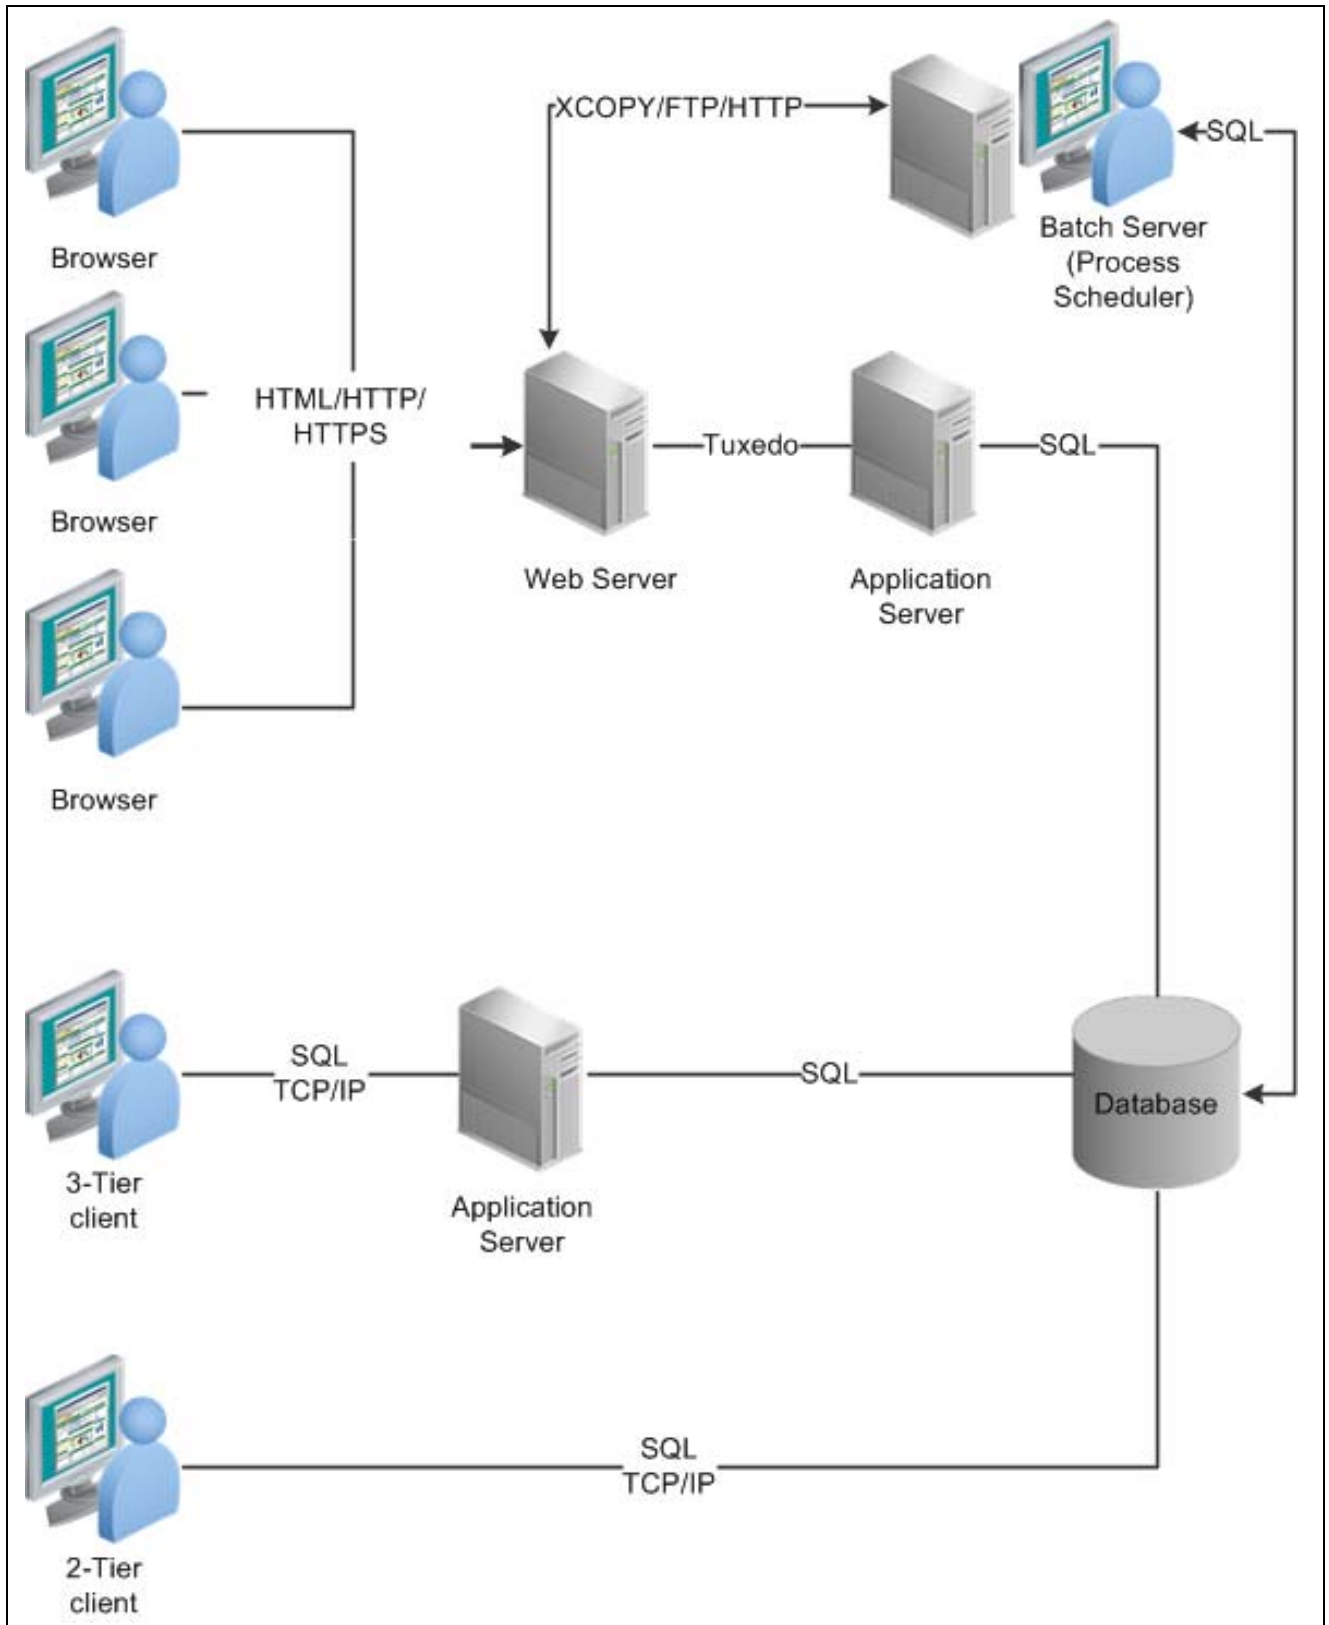 XCOPY/FTP/HTTP
SQL
Batch Server
(Process
Scheduler)
Browser
HTML/HTTP/
HTTPS
Browser
Tuxedo
SQL
Web Server
Application
Server
Browser
SQL
TCP/IP
SQL
Database
3-Tier
client
Application
Server
SQL
TCP/IP
2-Tier
client